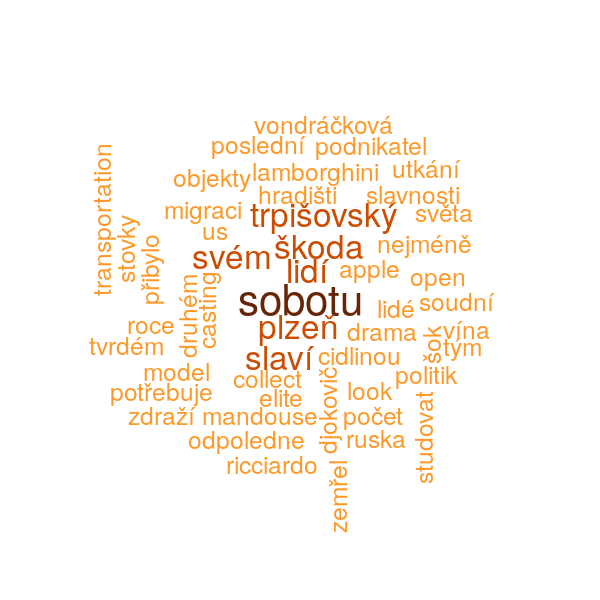 vondráčková
poslední podnikatel
objekty lamborghini utkání
hradišti slavnosti
migraci trpišovský světa
us
svém škoda nejméně
lidí apple open
sobotu lidé soudní
roce plzeň drama vína
tvrdém slaví cidlinou tým
model collect look politik
potřebuje elite
zdraží mandouse počet
odpoledne ruska
ricciardo
transportation
stovky
přibylo
druhém
casting
djokovič
zemřel
šok
studovat